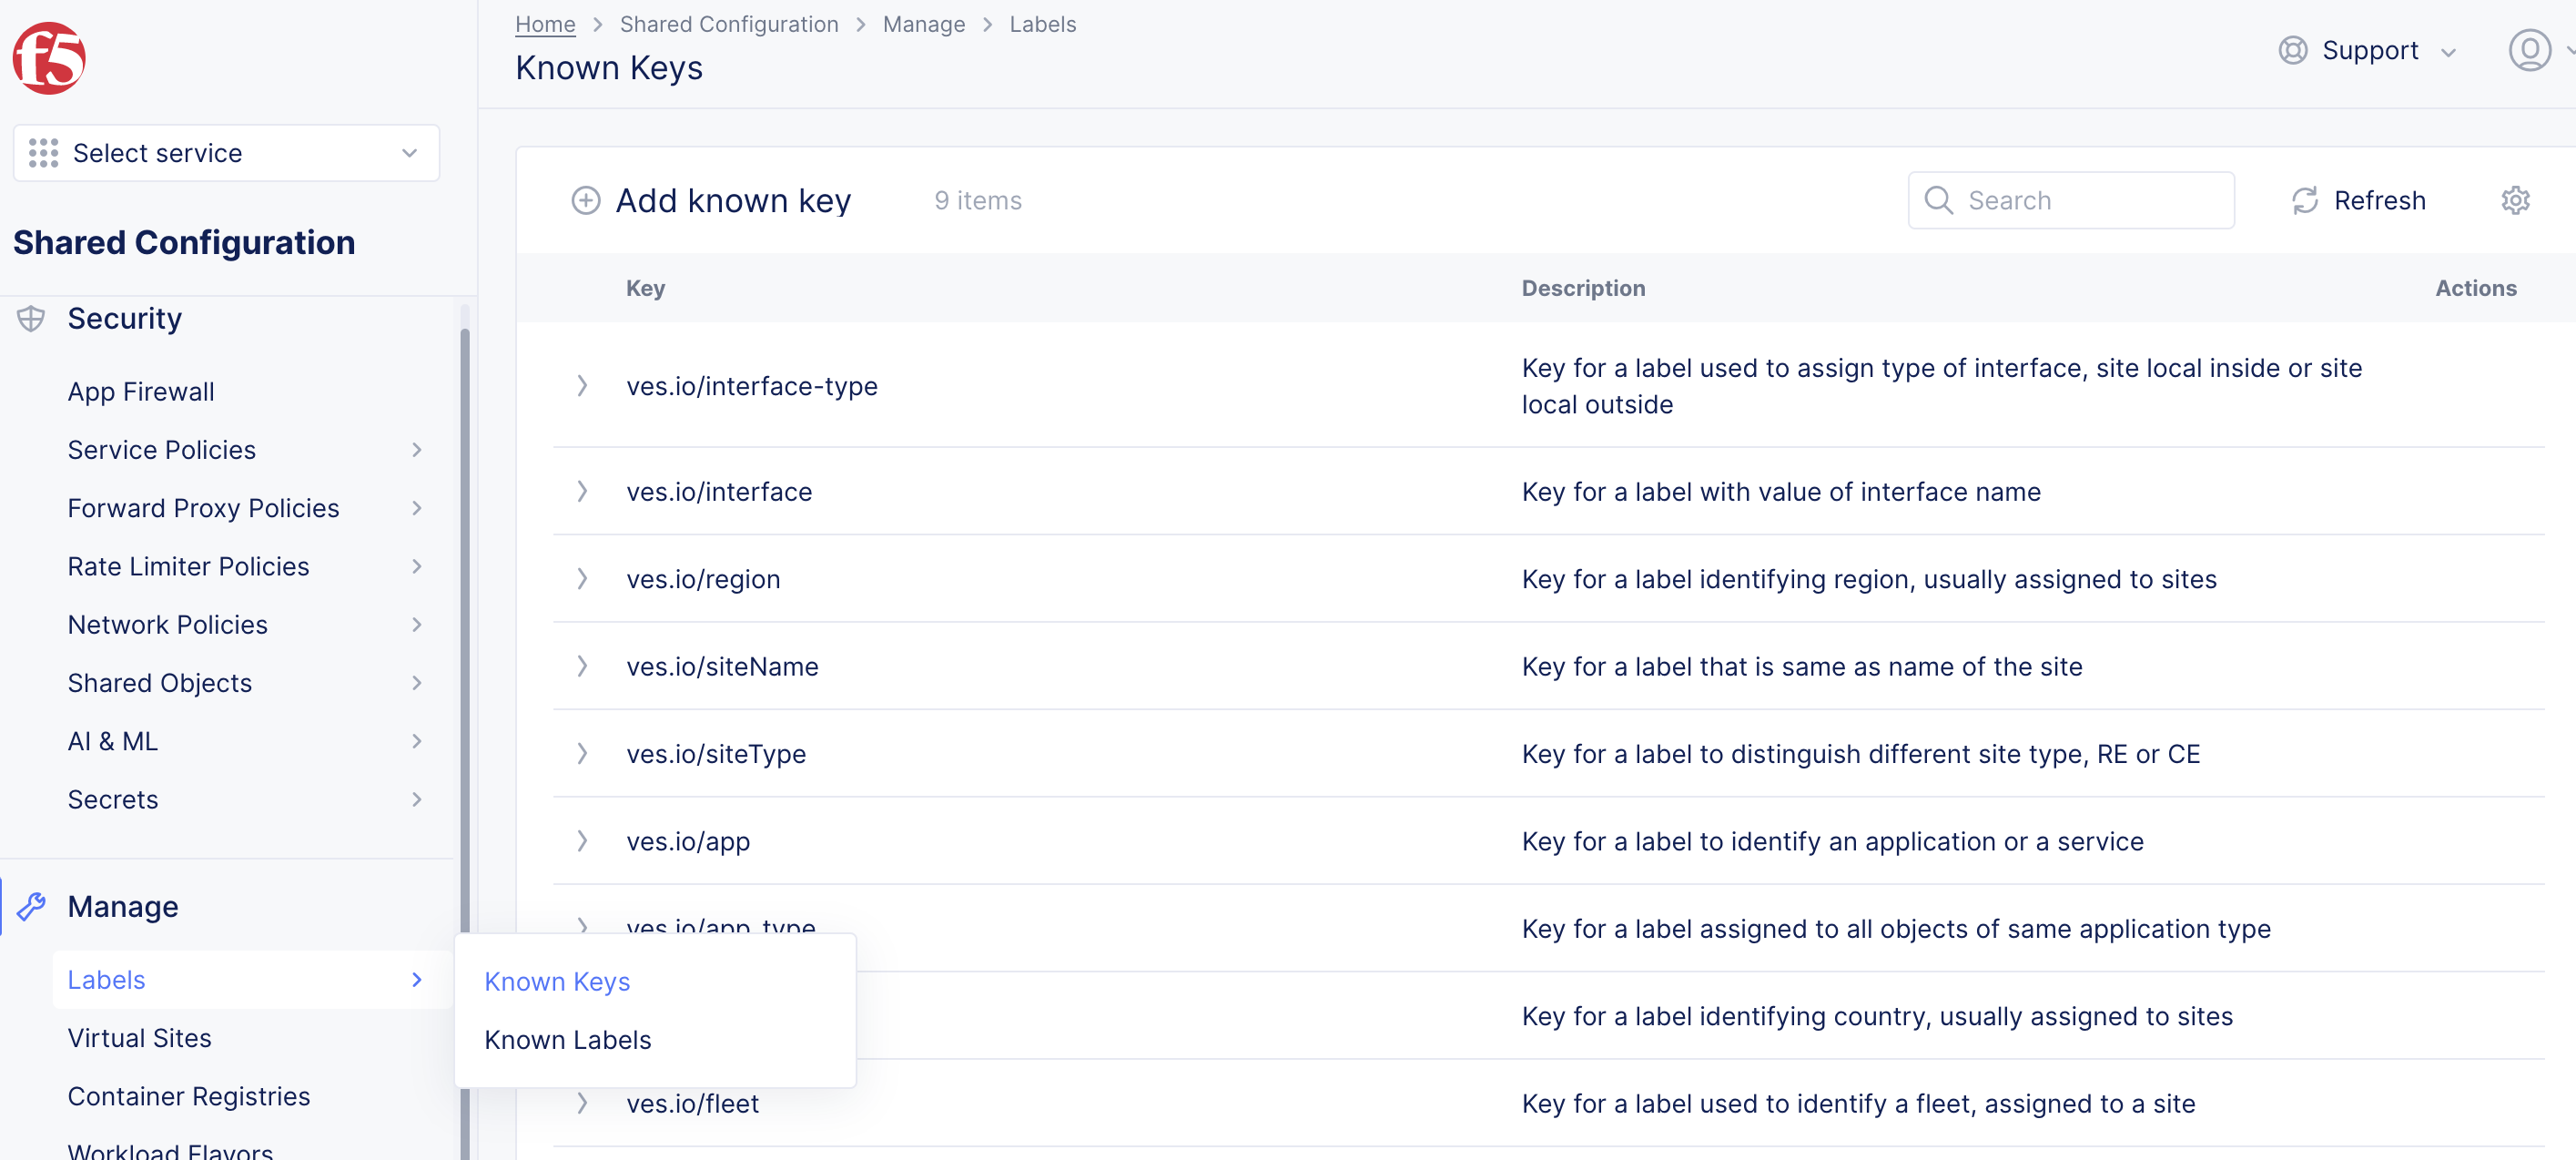 f5
Select service
Shared Configuration
Security
App Firewall
Service Policies
Forward Proxy Policies
Rate Limiter Policies
Network Policies
Shared Objects
AI & ML
Secrets
Manage
Labels
Virtual Sites
Container Registries
Workload Flavors
Known Keys
Known Labels
Home > Shared Configuration > Manage > Labels
Known Keys
Support
Add known key 9 items Search Refresh
Key Description Actions
ves.io/interface-type Key for a label used to assign type of interface, site local inside or site
local outside
ves.io/interface Key for a label with value of interface name
ves.io/region Key for a label identifying region, usually assigned to sites
ves.io/siteName Key for a label that is same as name of the site
ves.io/siteType Key for a label to distinguish different site type, RE or CE
ves.io/app Key for a label to identify an application or a service
ves.io/app_type Key for a label assigned to all objects of same application type
Key for a label identifying country, usually assigned to sites
ves.io/fleet Key for a label used to identify a fleet, assigned to a site